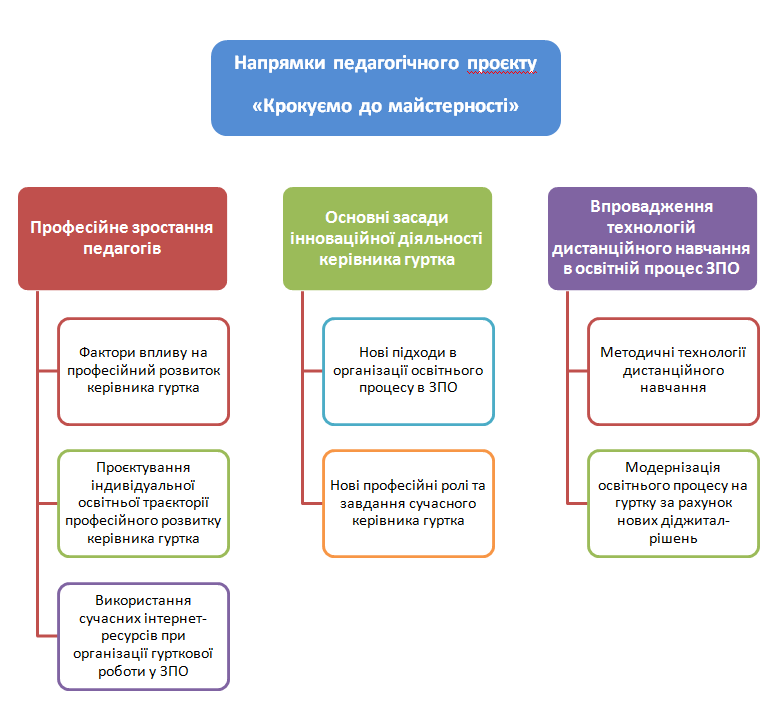 Напрямки педагогічного проєкту
«Крокуємо до майстерності»
Професійне зростання
педагогів
Фактори впливу на
професійний розвиток
керівника гуртка
Проєктування
індивідуальної
освітньої траєкторії
професійного розвитку
керівника гуртка
Використання
сучасних інтернет-
ресурсів при
організації гурткової
роботи у ЗПО
Основні засади
інноваційної діяльності
керівника гуртка
Нові підходи в
організації освітнього
процесу в ЗПО
Нові професійні ролі та
завдання сучасного
керівника гуртка
Впровадження
технологій
дистанційного навчання
в освітній процес ЗПО
Методичні технології
дистанційного
навчання
Модернізація
освітнього процесу на
гуртку за рахунок
нових діджитал-
рішень